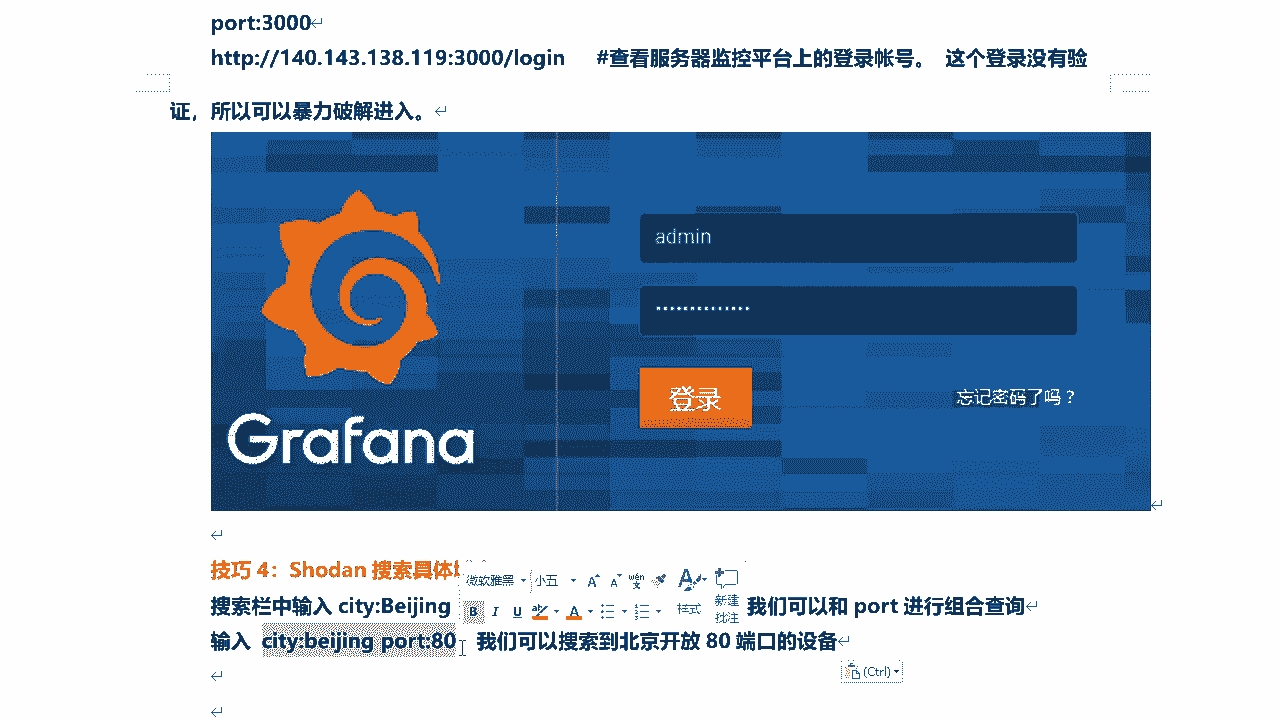 port:3000
http://140.143.138.119:3000/login #查看服务器监控平台上的登录帐号。 这个登录没有验
证，所以可以暴力破解进入。
admin
登录
忘记密码了吗？
Grafana
技巧 4：Shodan 搜索具体
微软雅黑 小五 A A wén 文 A
搜索栏中输入 city:Beijing
B I U ab A 样式 新建批注
我们可以和 port 进行组合查询
输入 city:beijing port:80 我们可以搜索到北京开放 80 端口的设备
(Ctrl)